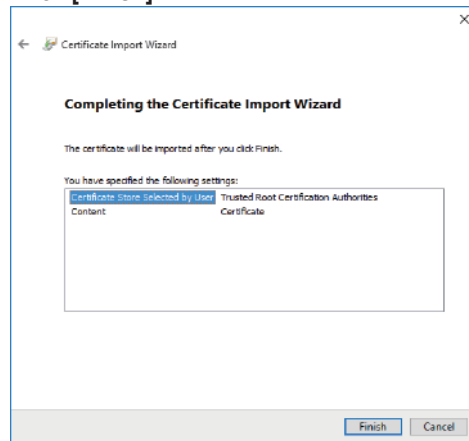 Certificate Import Wizard
Completing the Certificate Import Wizard
The certificate will be imported after you click Finish.
You have specified the following settings:
Certificate Store Selected by User Trusted Root Certification Authorities
Content Certificate
Finish Cancel